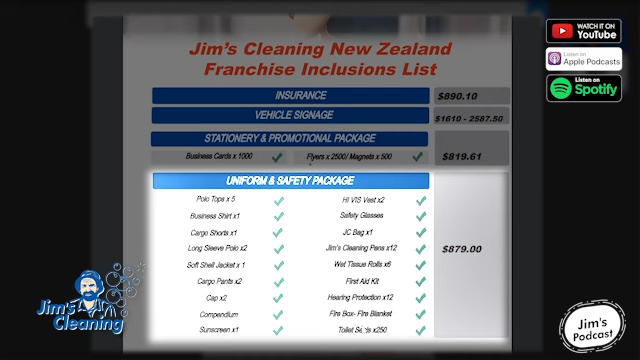 Jim's Cleaning New Zealand
Franchise Inclusions List
INSURANCE $890.10
VEHICLE SIGNAGE $1610 - 2587.50
STATIONERY & PROMOTIONAL PACKAGE
Business Cards x 1000 Flyers x 2500/ Magnets x 500 $819.61
UNIFORM & SAFETY PACKAGE
Polo Tops x 5 HI VIS Vest x2
Business Shirt x1 Safety Glasses
Cargo Shorts x1 JC Bag x1
Long Sleeve Polo x2 Jim's Cleaning Pens x12 $879.00
Soft Shell Jacket x 1 Wet Tissue Rolls x6
Cargo Pants x2 First Aid Kit
Cap x2 Hearing Protection x12
Compendium Fire Box- Fire Blanket
Sunscreen x1 Toilet x250
WATCH IT ON
YouTube
Listen on
Apple Podcasts
Listen on
Spotify
Jim's
Cleaning
Jim's
Podcast